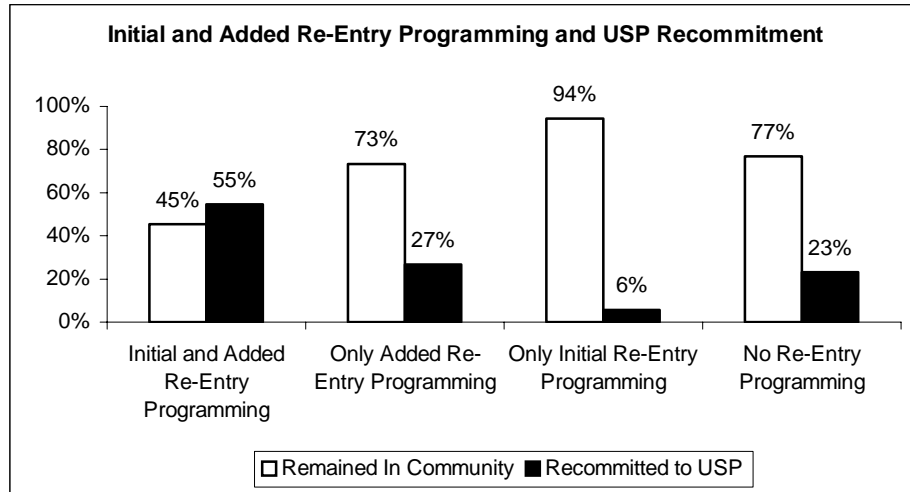 Initial and Added Re-Entry Programming and USP Recommitment
100%
80%
60%
40%
20%
0%
45%
55%
73%
27%
94%
6%
77%
23%
Initial and Added
Re-Entry
Programming
Only Added Re-
Entry Programming
Only Initial Re-Entry
Programming
No Re-Entry
Programming
Remained In Community
Recommitted to USP